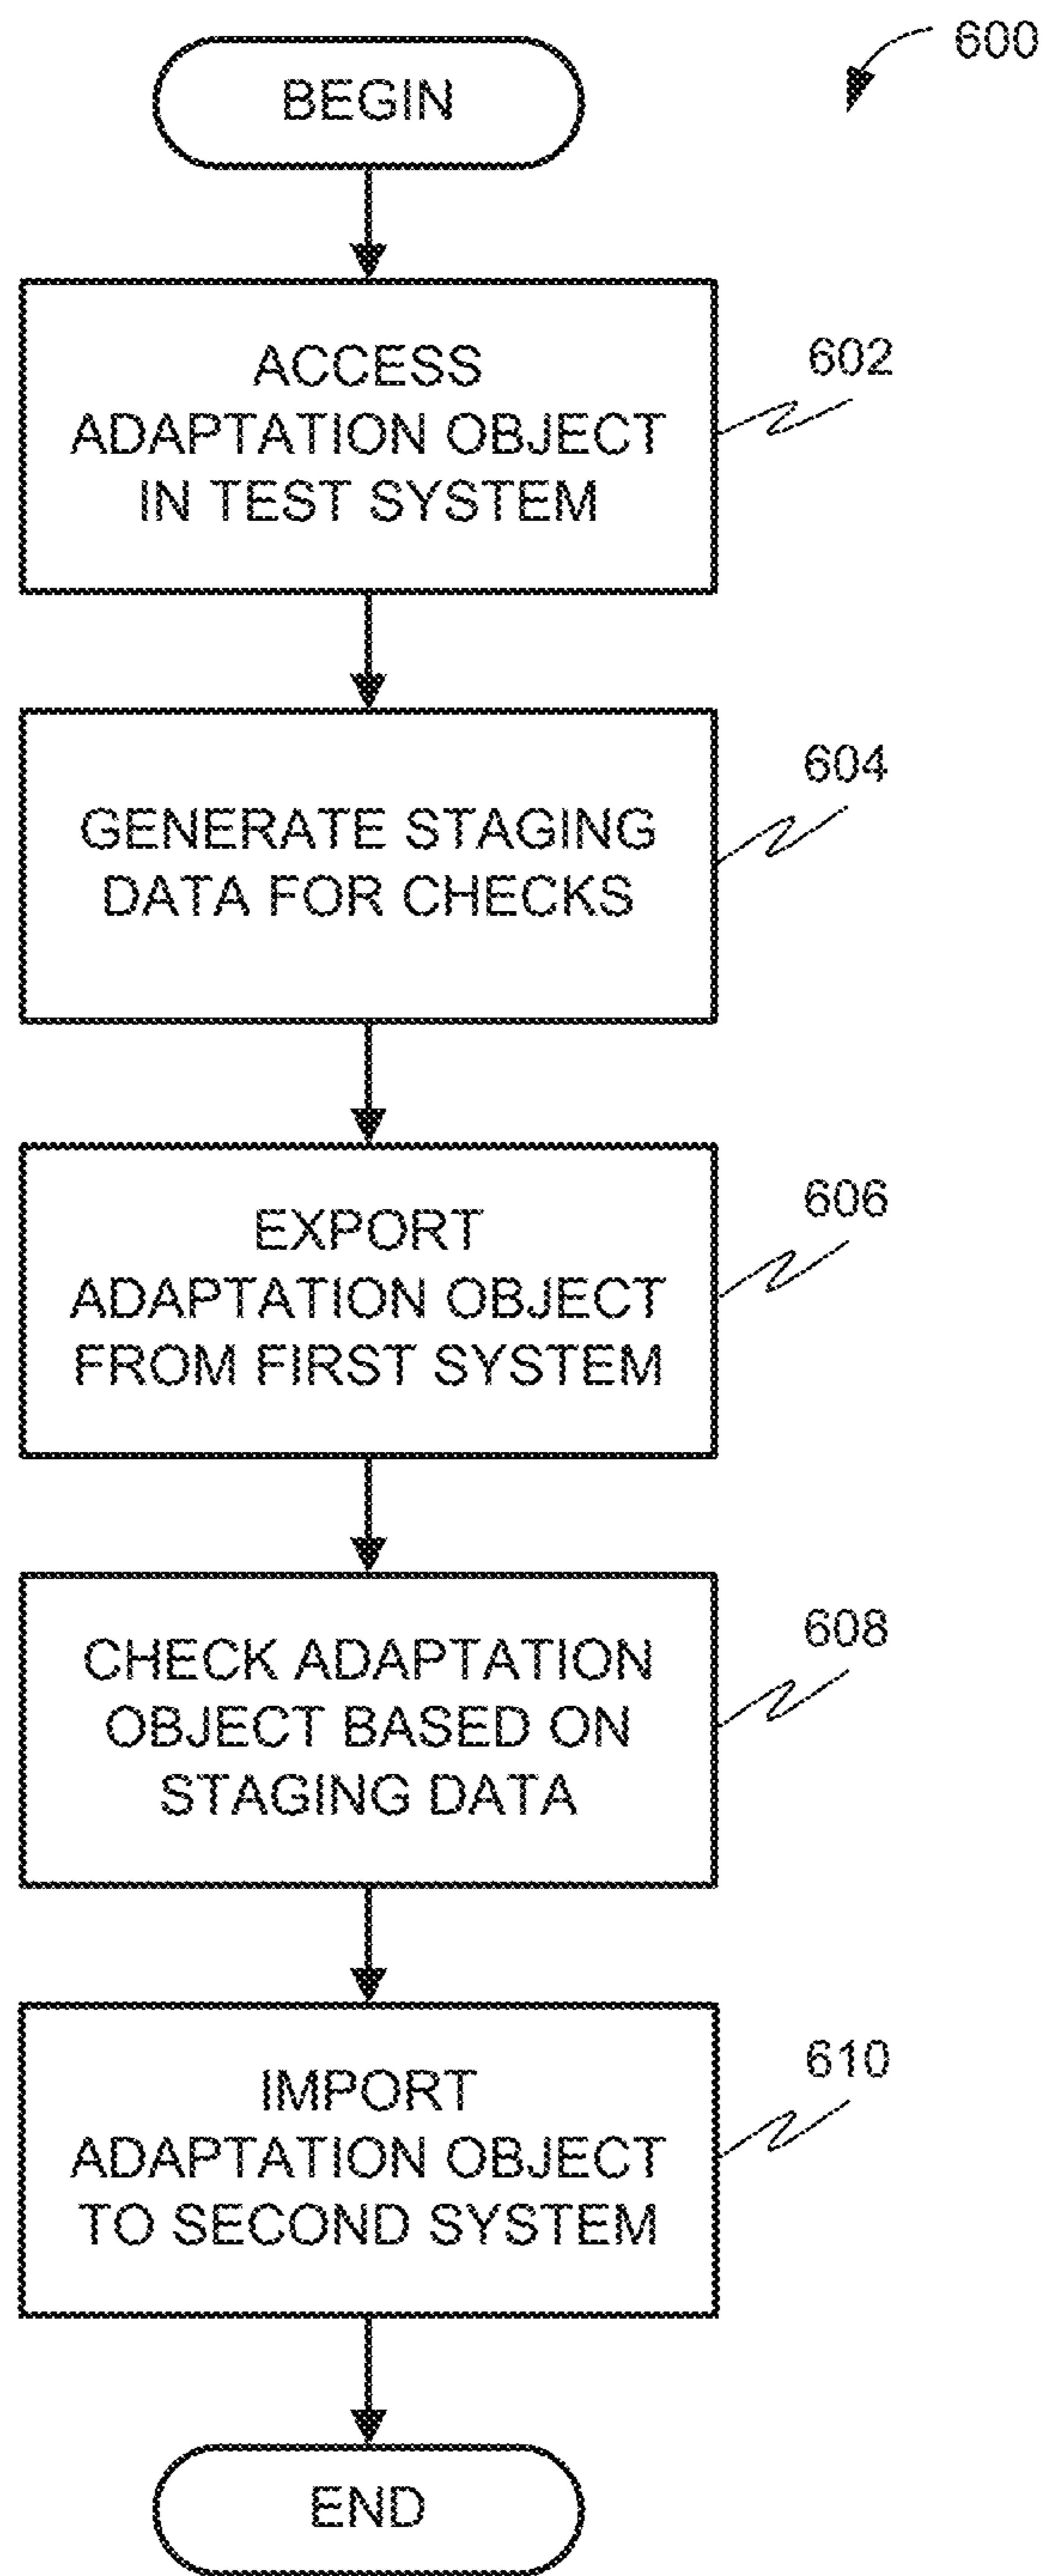 600
BEGIN
ACCESS
ADAPTATION OBJECT
IN TEST SYSTEM
602
GENERATE STAGING
DATA FOR CHECKS
604
EXPORT
ADAPTATION OBJECT
FROM FIRST SYSTEM
606
CHECK ADAPTATION
OBJECT BASED ON
STAGING DATA
608
IMPORT
ADAPTATION OBJECT
TO SECOND SYSTEM
610
END